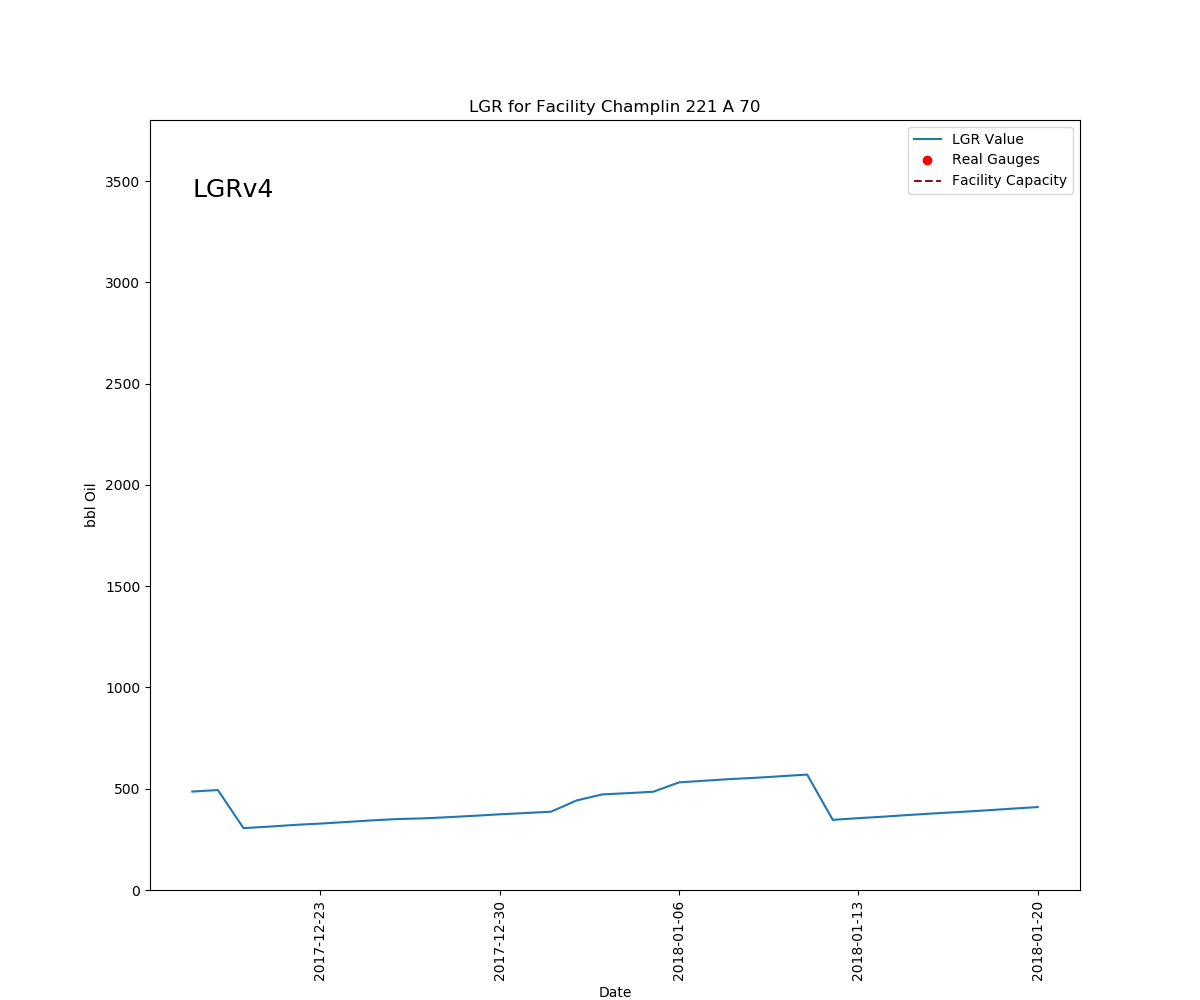 LGR for Facility Champlin 221 A 70
LGR Value
Real Gauges
Facility Capacity
LGRv4
3500
3000
2500
2000
1500
1000
500
0
bbl Oil
2017-12-23
2017-12-30
2018-01-06
2018-01-13
2018-01-20
Date